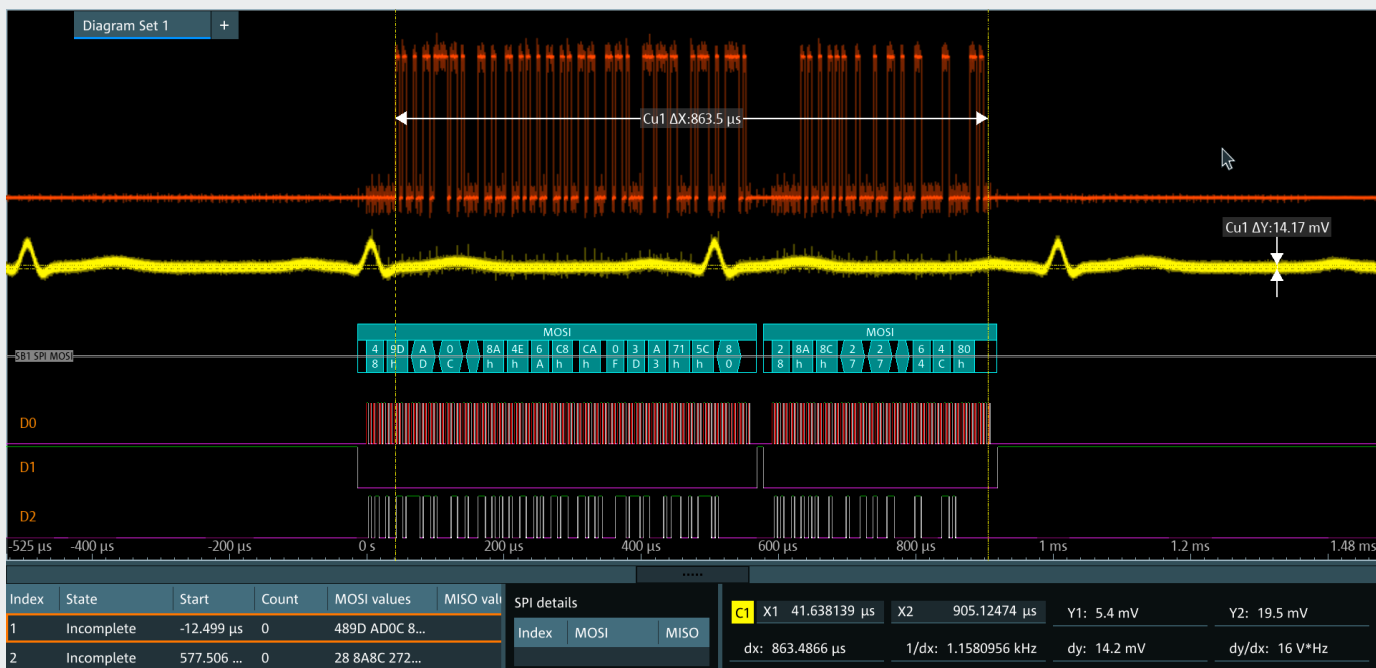 Diagram Set 1 +
Cu1 ΔX:863.5 µs
Cu1 ΔY:14.17 mV
MOSI MOSI
SB1 SPI MOSI
4 9D A 0 8A 4E 6 C8 CA 0 3 A 71 5C 8 2 8A 8C 2 2 6 4 80
8 h D C h h A h h F D 3 h h 0 8 h h 7 7 4 C h
D0
D1
D2
-525 µs -400 µs -200 µs 0 s 200 µs 400 µs 600 µs 800 µs 1 ms 1.2 ms 1.48 ms
Index State Start Count MOSI values MISO valu
1 Incomplete -12.499 µs 0 489D AD0C 8...
2 Incomplete 577.506 ... 0 28 8A8C 272...
SPI details
Index MOSI MISO
C1 X1 41.638139 µs X2 905.12474 µs Y1: 5.4 mV Y2: 19.5 mV
dx: 863.4866 µs 1/dx: 1.1580956 kHz dy: 14.2 mV dy/dx: 16 V*Hz